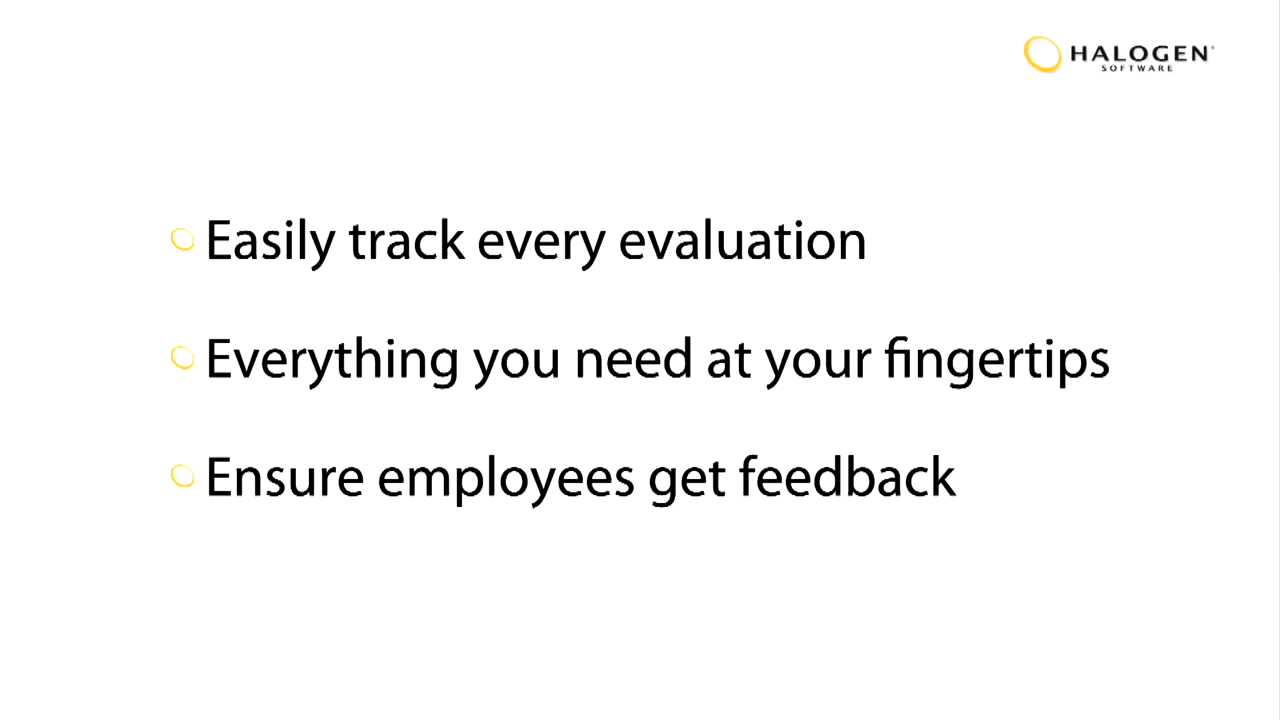 HALOGEN
SOFTWARE
Easily track every evaluation
Everything you need at your fingertips
Ensure employees get feedback